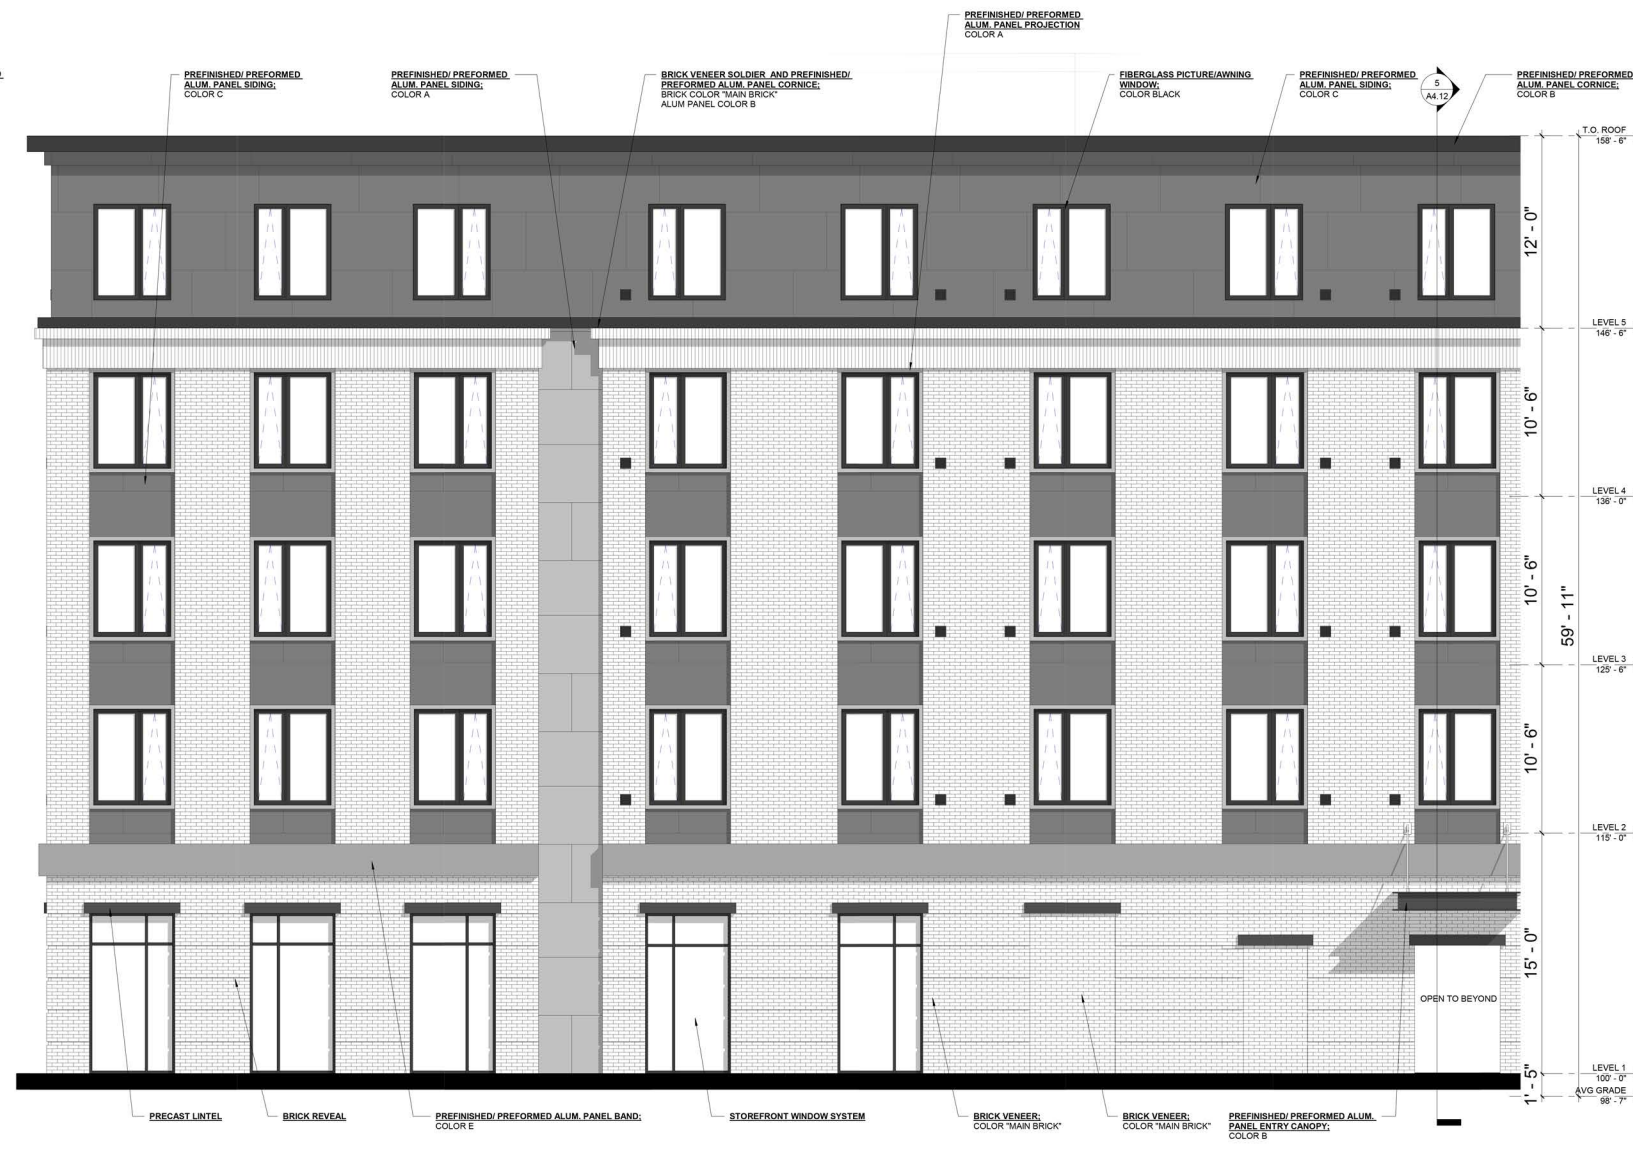 PREFINISHED/ PREFORMED
ALUM. PANEL PROJECTION
COLOR A
PREFINISHED/ PREFORMED
ALUM. PANEL SIDING;
COLOR C
PREFINISHED/ PREFORMED
ALUM. PANEL SIDING;
COLOR A
BRICK VENEER SOLDIER AND PREFINISHED/
PREFORMED ALUM. PANEL CORNICE;
BRICK COLOR "MAIN BRICK"
ALUM PANEL COLOR B
FIBERGLASS PICTURE/AWNING
WINDOW;
COLOR BLACK
PREFINISHED/ PREFORMED
ALUM. PANEL SIDING;
COLOR C
5
A4.12
PREFINISHED/ PREFORMED
ALUM. PANEL CORNICE;
COLOR B
T.O. ROOF
158' - 6"
12' - 0"
LEVEL 5
146' - 6"
10' - 6"
LEVEL 4
136' - 0"
10' - 6"
59' - 11"
LEVEL 3
125' - 6"
10' - 6"
LEVEL 2
115' - 0"
15' - 0"
OPEN TO BEYOND
LEVEL 1
100' - 0"
1' - 5"
AVG GRADE
98' - 7"
PRECAST LINTEL
BRICK REVEAL
PREFINISHED/ PREFORMED ALUM. PANEL BAND;
COLOR E
STOREFRONT WINDOW SYSTEM
BRICK VENEER;
COLOR "MAIN BRICK"
BRICK VENEER;
COLOR "MAIN BRICK"
PREFINISHED/ PREFORMED ALUM.
PANEL ENTRY CANOPY;
COLOR B